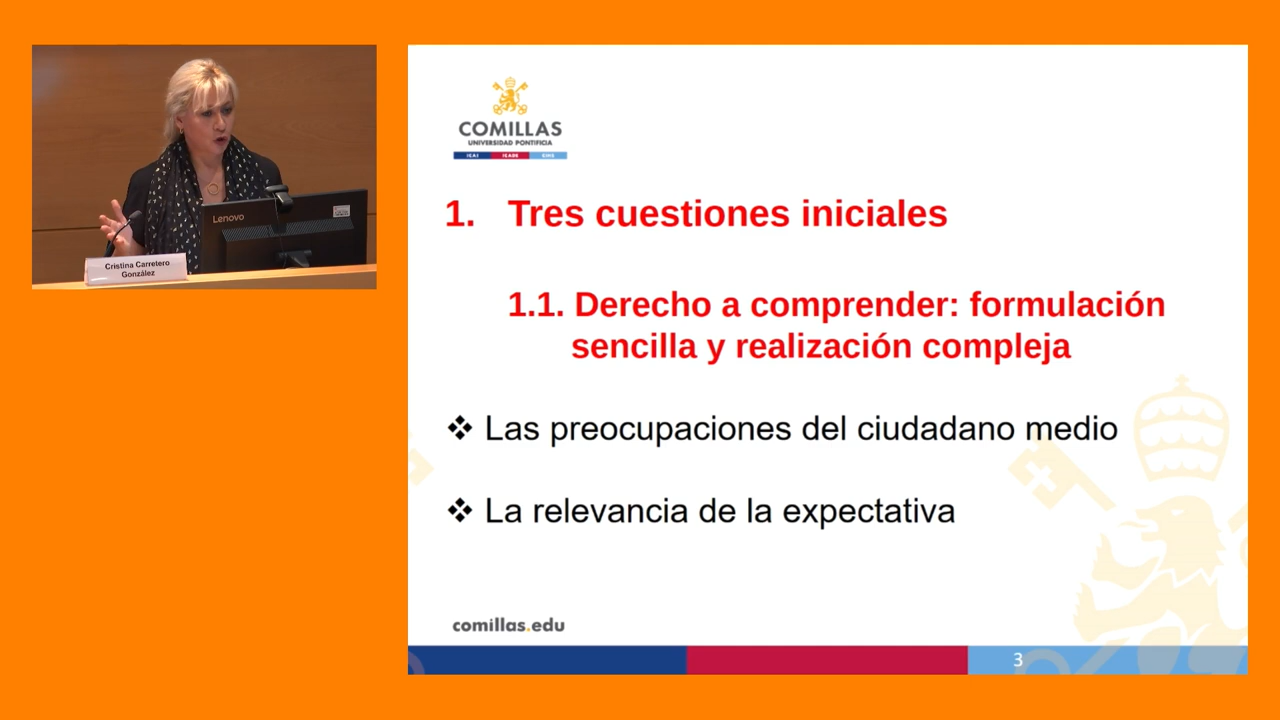 Lenovo
Cristina Carretero
González
COMILLAS
UNIVERSIDAD PONTIFICIA
ICAI ICADE CIHS
1. Tres cuestiones iniciales
1.1. Derecho a comprender: formulación
sencilla y realización compleja
❖ Las preocupaciones del ciudadano medio
❖ La relevancia de la expectativa
comillas.edu
3